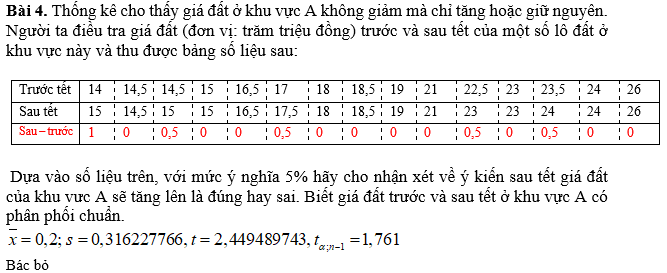 Bài 4. Thống kê cho thấy giá đất ở khu vực A không giảm mà chỉ tăng hoặc giữ nguyên.
Người ta điều tra giá đất (đơn vị: trăm triệu đồng) trước và sau tết của một số lô đất ở
khu vực này và thu được bảng số liệu sau:
Trước tết 14 14,5 14,5 15 16,5 17 18 18,5 19 21 22,5 23 23,5 24 26
Sau tết 15 14,5 15 15 16,5 17,5 18 18,5 19 21 23 23 24 24 26
Sau – trước 1 0 0,5 0 0 0,5 0 0 0 0 0,5 0 0,5 0 0
Dựa vào số liệu trên, với mức ý nghĩa 5% hãy cho nhận xét về ý kiến sau tết giá đất
của khu vưc A sẽ tăng lên là đúng hay sai. Biết giá đất trước và sau tết ở khu vực A có
phân phối chuẩn.
x̄ = 0,2; s = 0,316227766, t = 2,449489743, t_{α;n−1} = 1,761
Bác bỏ